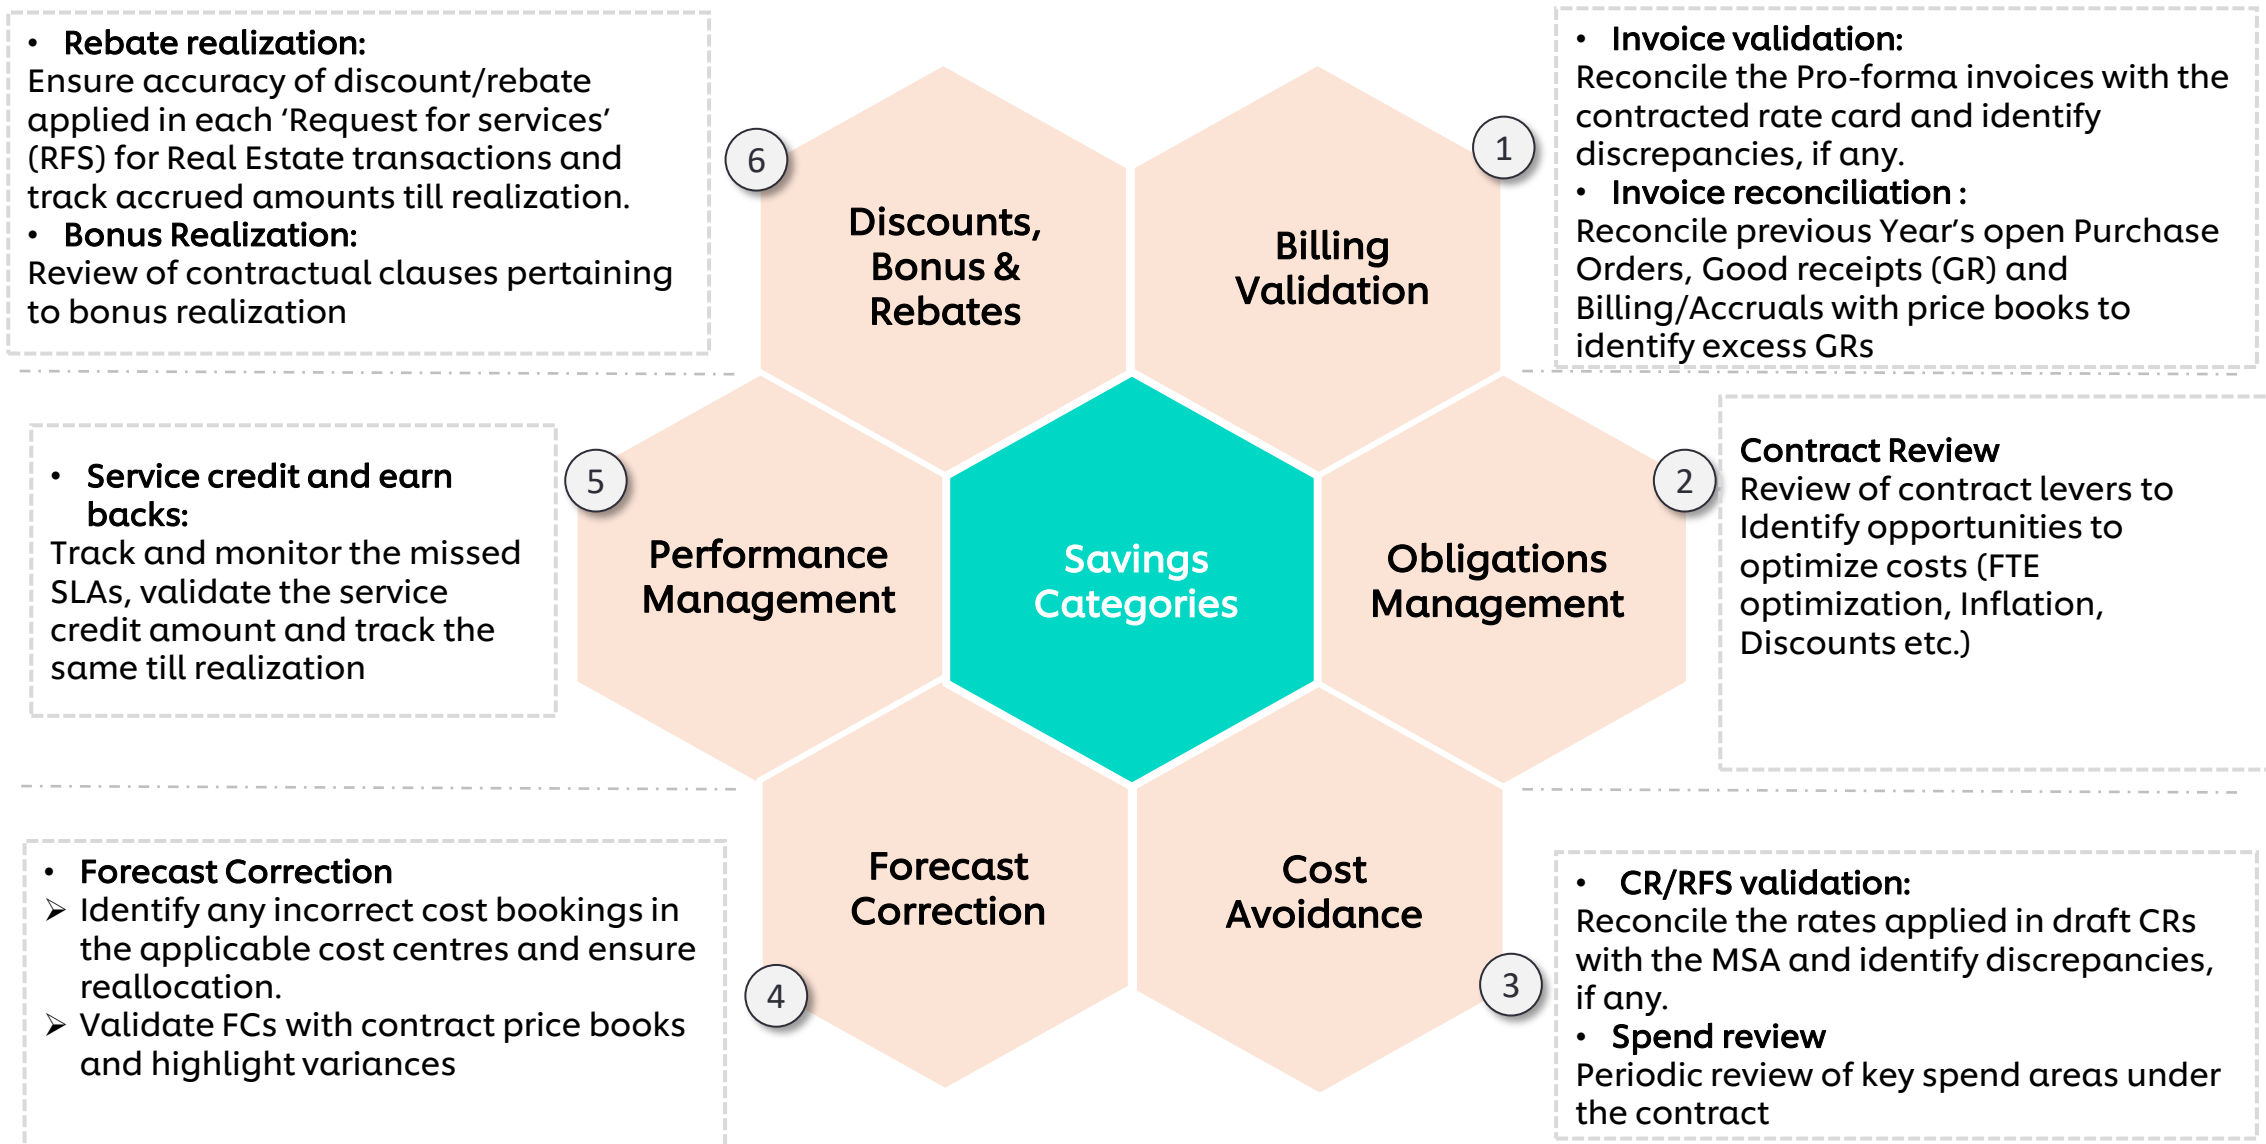 • Rebate realization:
Ensure accuracy of discount/rebate
applied in each ‘Request for services’
(RFS) for Real Estate transactions and
track accrued amounts till realization.
• Bonus Realization:
Review of contractual clauses pertaining
to bonus realization
6
Discounts,
Bonus &
Rebates
Billing
Validation
1
• Invoice validation:
Reconcile the Pro-forma invoices with the
contracted rate card and identify
discrepancies, if any.
• Invoice reconciliation :
Reconcile previous Year’s open Purchase
Orders, Good receipts (GR) and
Billing/Accruals with price books to
identify excess GRs
• Service credit and earn
backs:
Track and monitor the missed
SLAs, validate the service
credit amount and track the
same till realization
5
Performance
Management
Savings
Categories
Obligations
Management
2
Contract Review
Review of contract levers to
Identify opportunities to
optimize costs (FTE
optimization, Inflation,
Discounts etc.)
• Forecast Correction
➢ Identify any incorrect cost bookings in
the applicable cost centres and ensure
reallocation.
➢ Validate FCs with contract price books
and highlight variances
4
Forecast
Correction
Cost
Avoidance
3
• CR/RFS validation:
Reconcile the rates applied in draft CRs
with the MSA and identify discrepancies,
if any.
• Spend review
Periodic review of key spend areas under
the contract